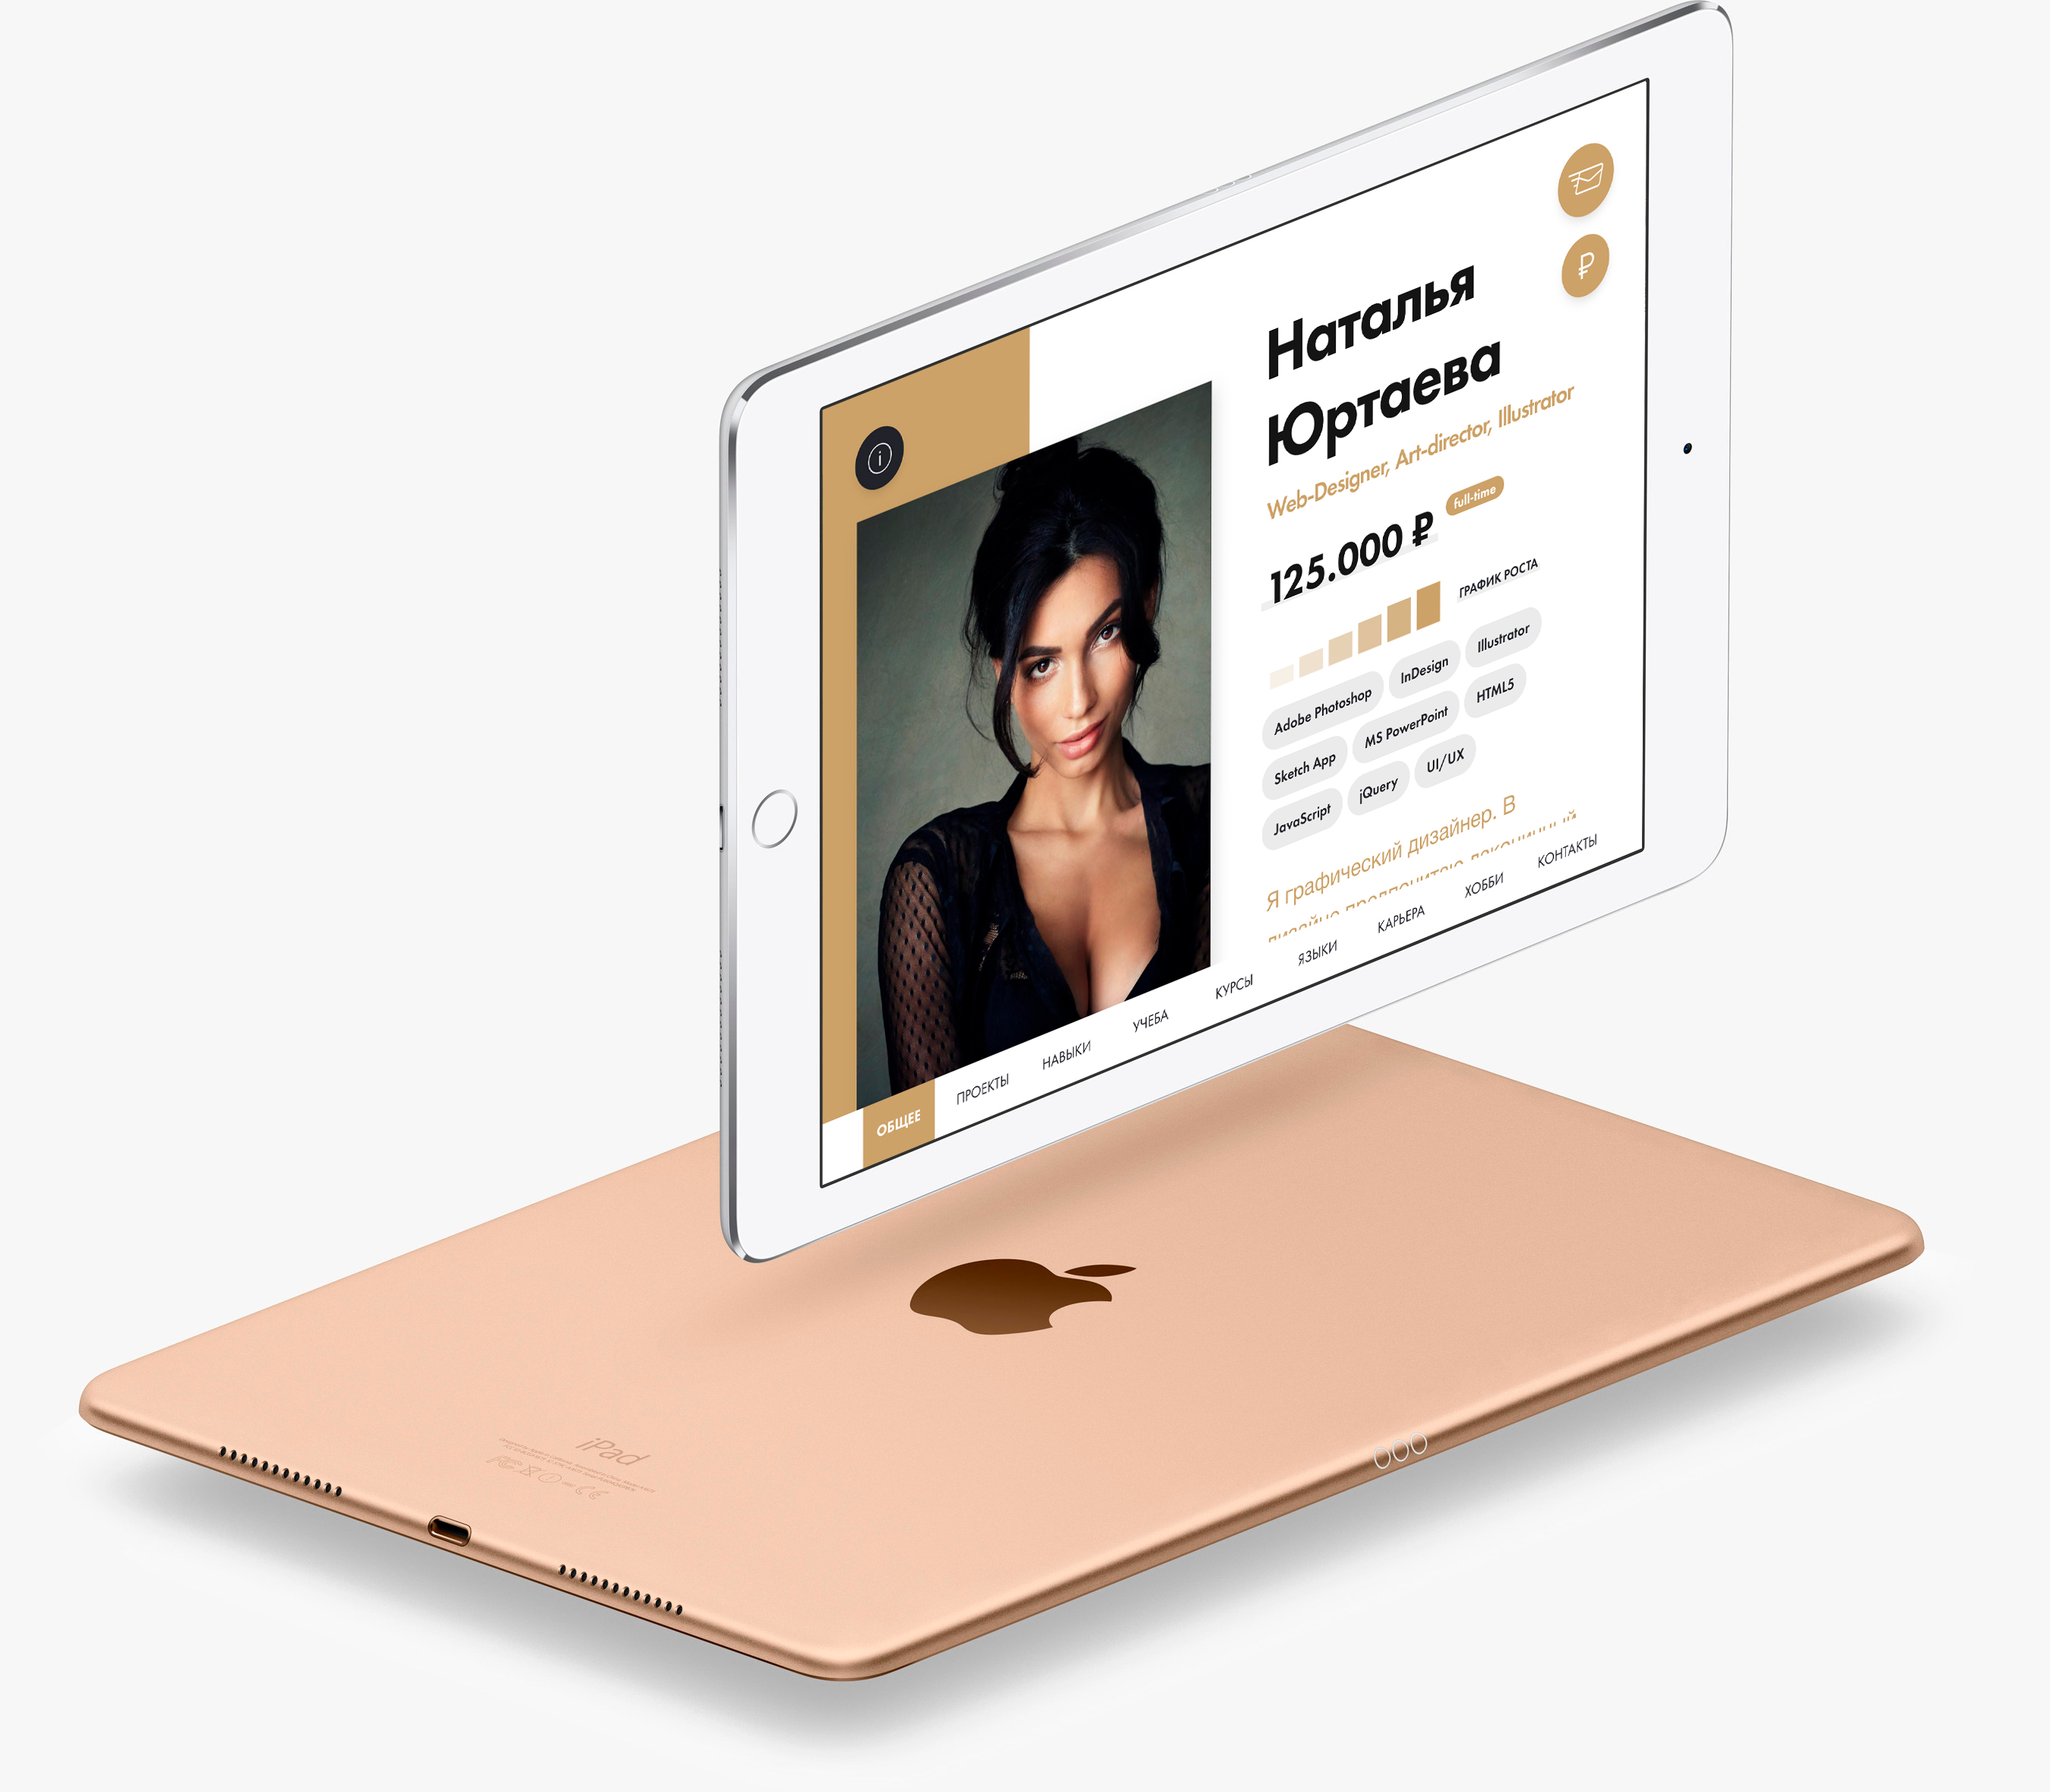 Наталья
Юртаева
Web-Designer, Art-director, Illustrator
125.000 ₽ full-time
ГРАФИК РОСТА
Adobe Photoshop InDesign Illustrator
Sketch App MS PowerPoint HTML5
JavaScript jQuery UI/UX
Я графический дизайнер. В
ОБЩЕЕ ПРОЕКТЫ НАВЫКИ УЧЕБА КУРСЫ ЯЗЫКИ КАРЬЕРА ХОББИ КОНТАКТЫ
iPad